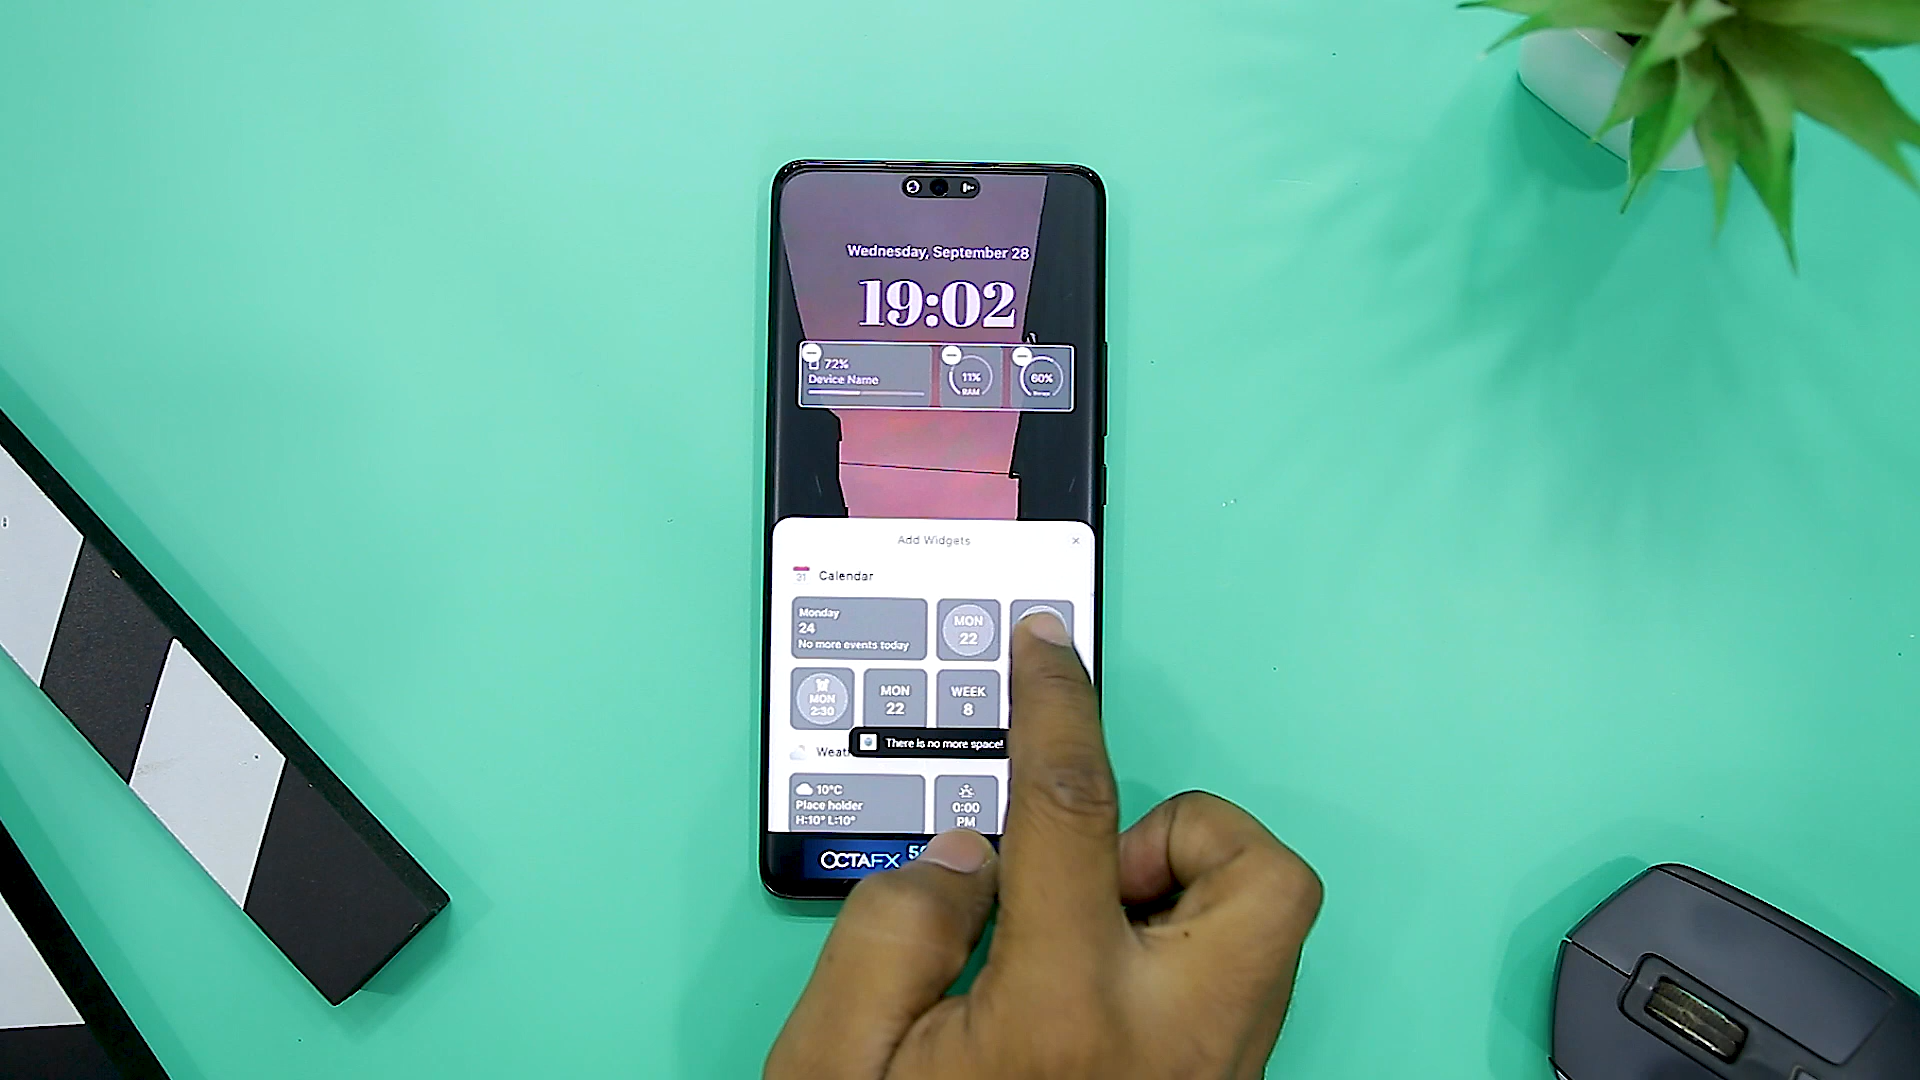 Wednesday, September 28
19:02
72%
Device Name
11%
RAM
60%
Add Widgets
×
31
Calendar
Monday
24
No more events today
MON
22
MON
2:30
MON
22
WEEK
8
There is no more space!
10°C
Place holder
H:10° L:10°
0:00
PM
OCTAFX